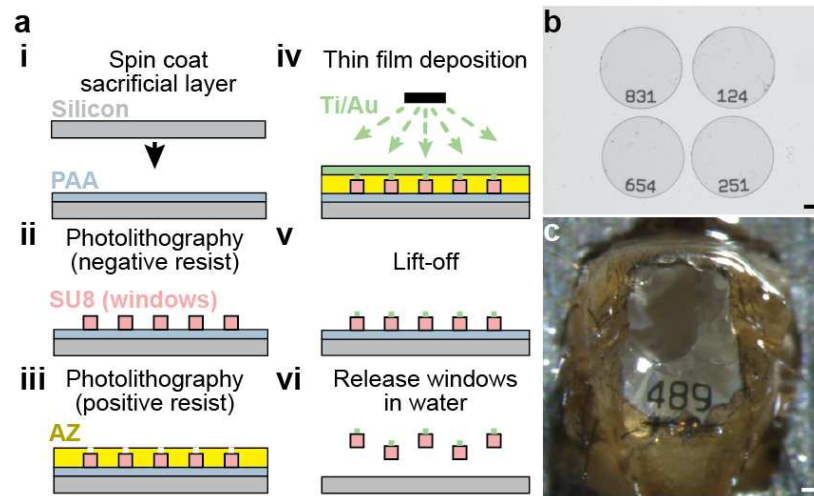 a
i
Spin coat
sacrificial layer
Silicon
PAA
ii
Photolithography
(negative resist)
SU8 (windows)
iii
Photolithography
(positive resist)
AZ
iv
Thin film deposition
Ti/Au
v
Lift-off
vi
Release windows
in water
b
831
124
654
251
c
489